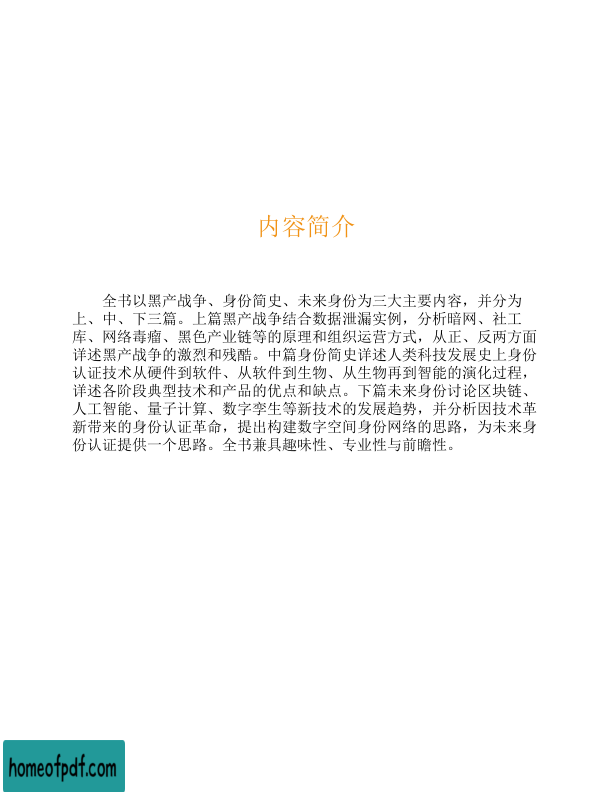 内容简介
全书以黑产战争、身份简史、未来身份为三大主要内容，并分为
上、中、下三篇。上篇黑产战争结合数据泄漏实例，分析暗网、社工
库、网络毒瘤、黑色产业链等的原理和组织运营方式，从正、反两方面
详述黑产战争的激烈和残酷。中篇身份简史详述人类科技发展史上身份
认证技术从硬件到软件、从软件到生物、从生物再到智能的演化过程，
详述各阶段典型技术和产品的优点和缺点。下篇未来身份讨论区块链、
人工智能、量子计算、数字孪生等新技术的发展趋势，并分析因技术革
新带来的身份认证革命，提出构建数字空间身份网络的思路，为未来身
份认证提供一个思路。全书兼具趣味性、专业性与前瞻性。
homeofpdf.com